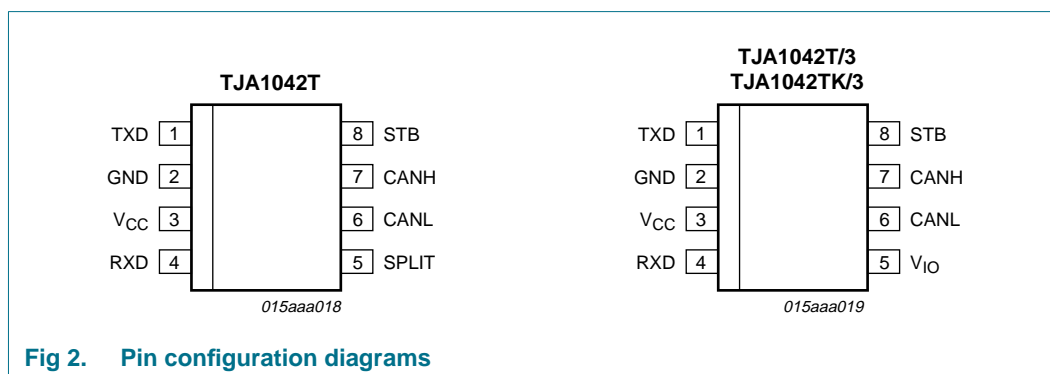 TJA1042T
TXD 1 8 STB
GND 2 7 CANH
VCC 3 6 CANL
RXD 4 5 SPLIT
015aaa018
TJA1042T/3
TJA1042TK/3
TXD 1 8 STB
GND 2 7 CANH
VCC 3 6 CANL
RXD 4 5 VIO
015aaa019
Fig 2. Pin configuration diagrams